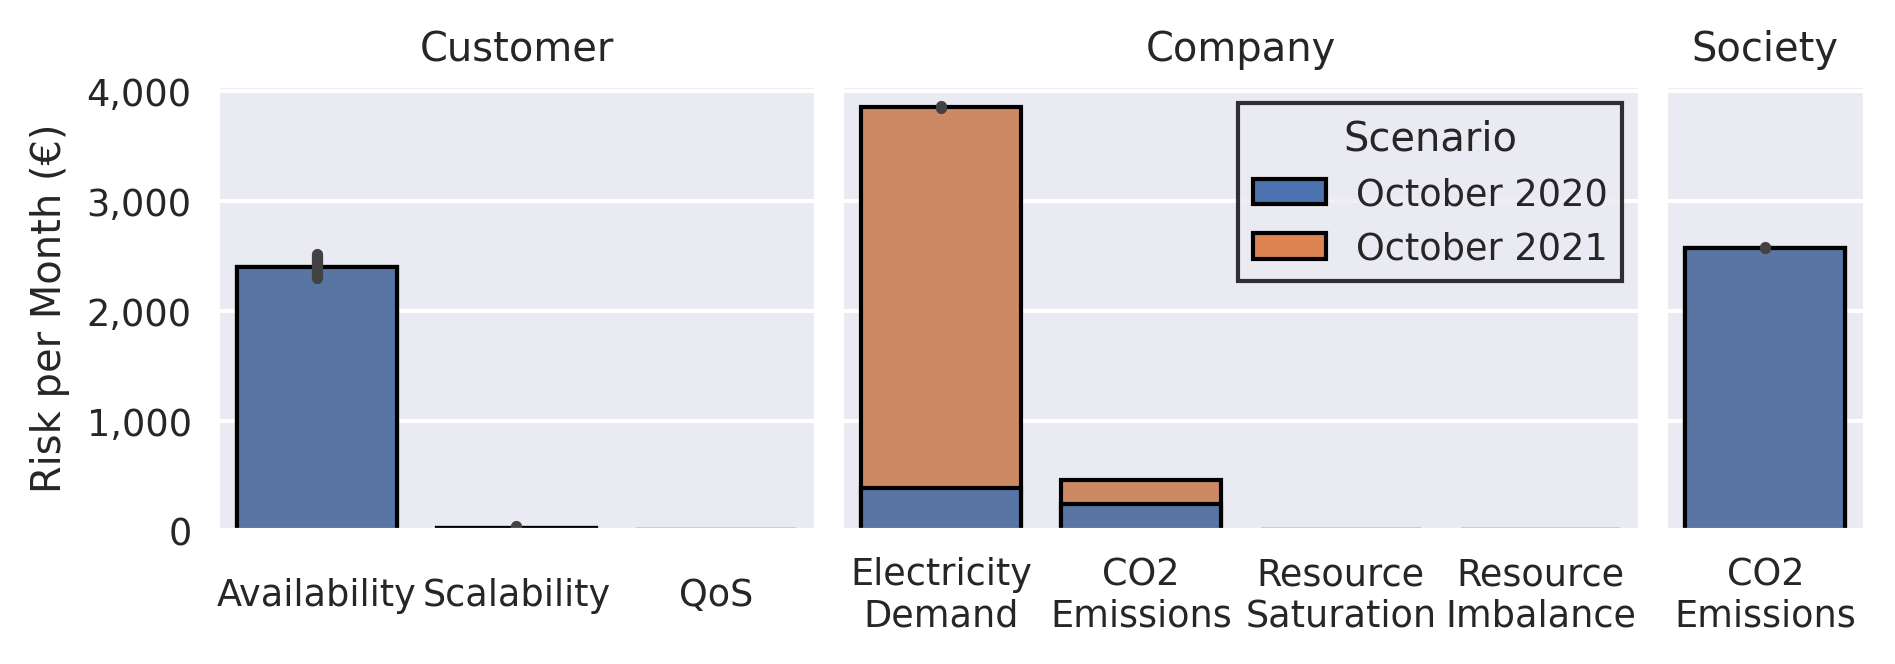 Customer
Company
Society
Risk per Month (€)
4,000
3,000
2,000
1,000
0
Scenario
October 2020
October 2021
Availability
Scalability
QoS
Electricity
Demand
CO2
Emissions
Resource
Saturation
Resource
Imbalance
CO2
Emissions